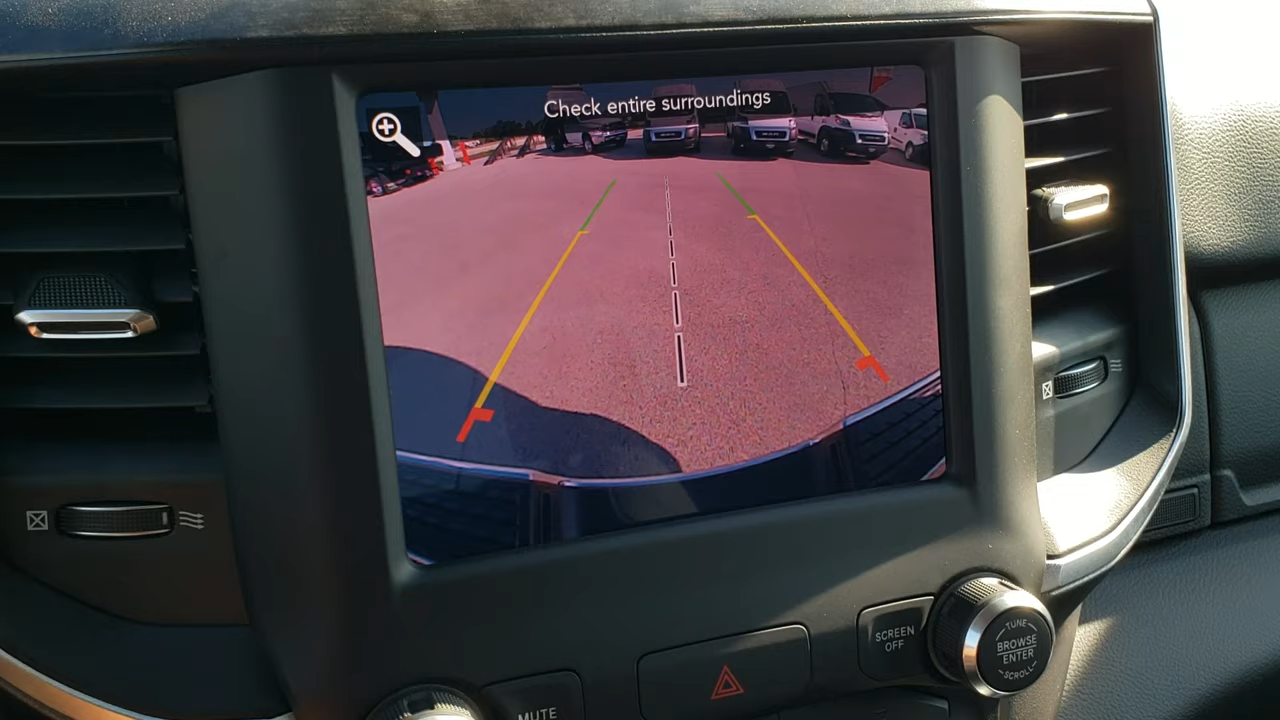 Check entire surroundings
SCREEN
OFF
TUNE
BROWSE
ENTER
SCROLL
MUTE